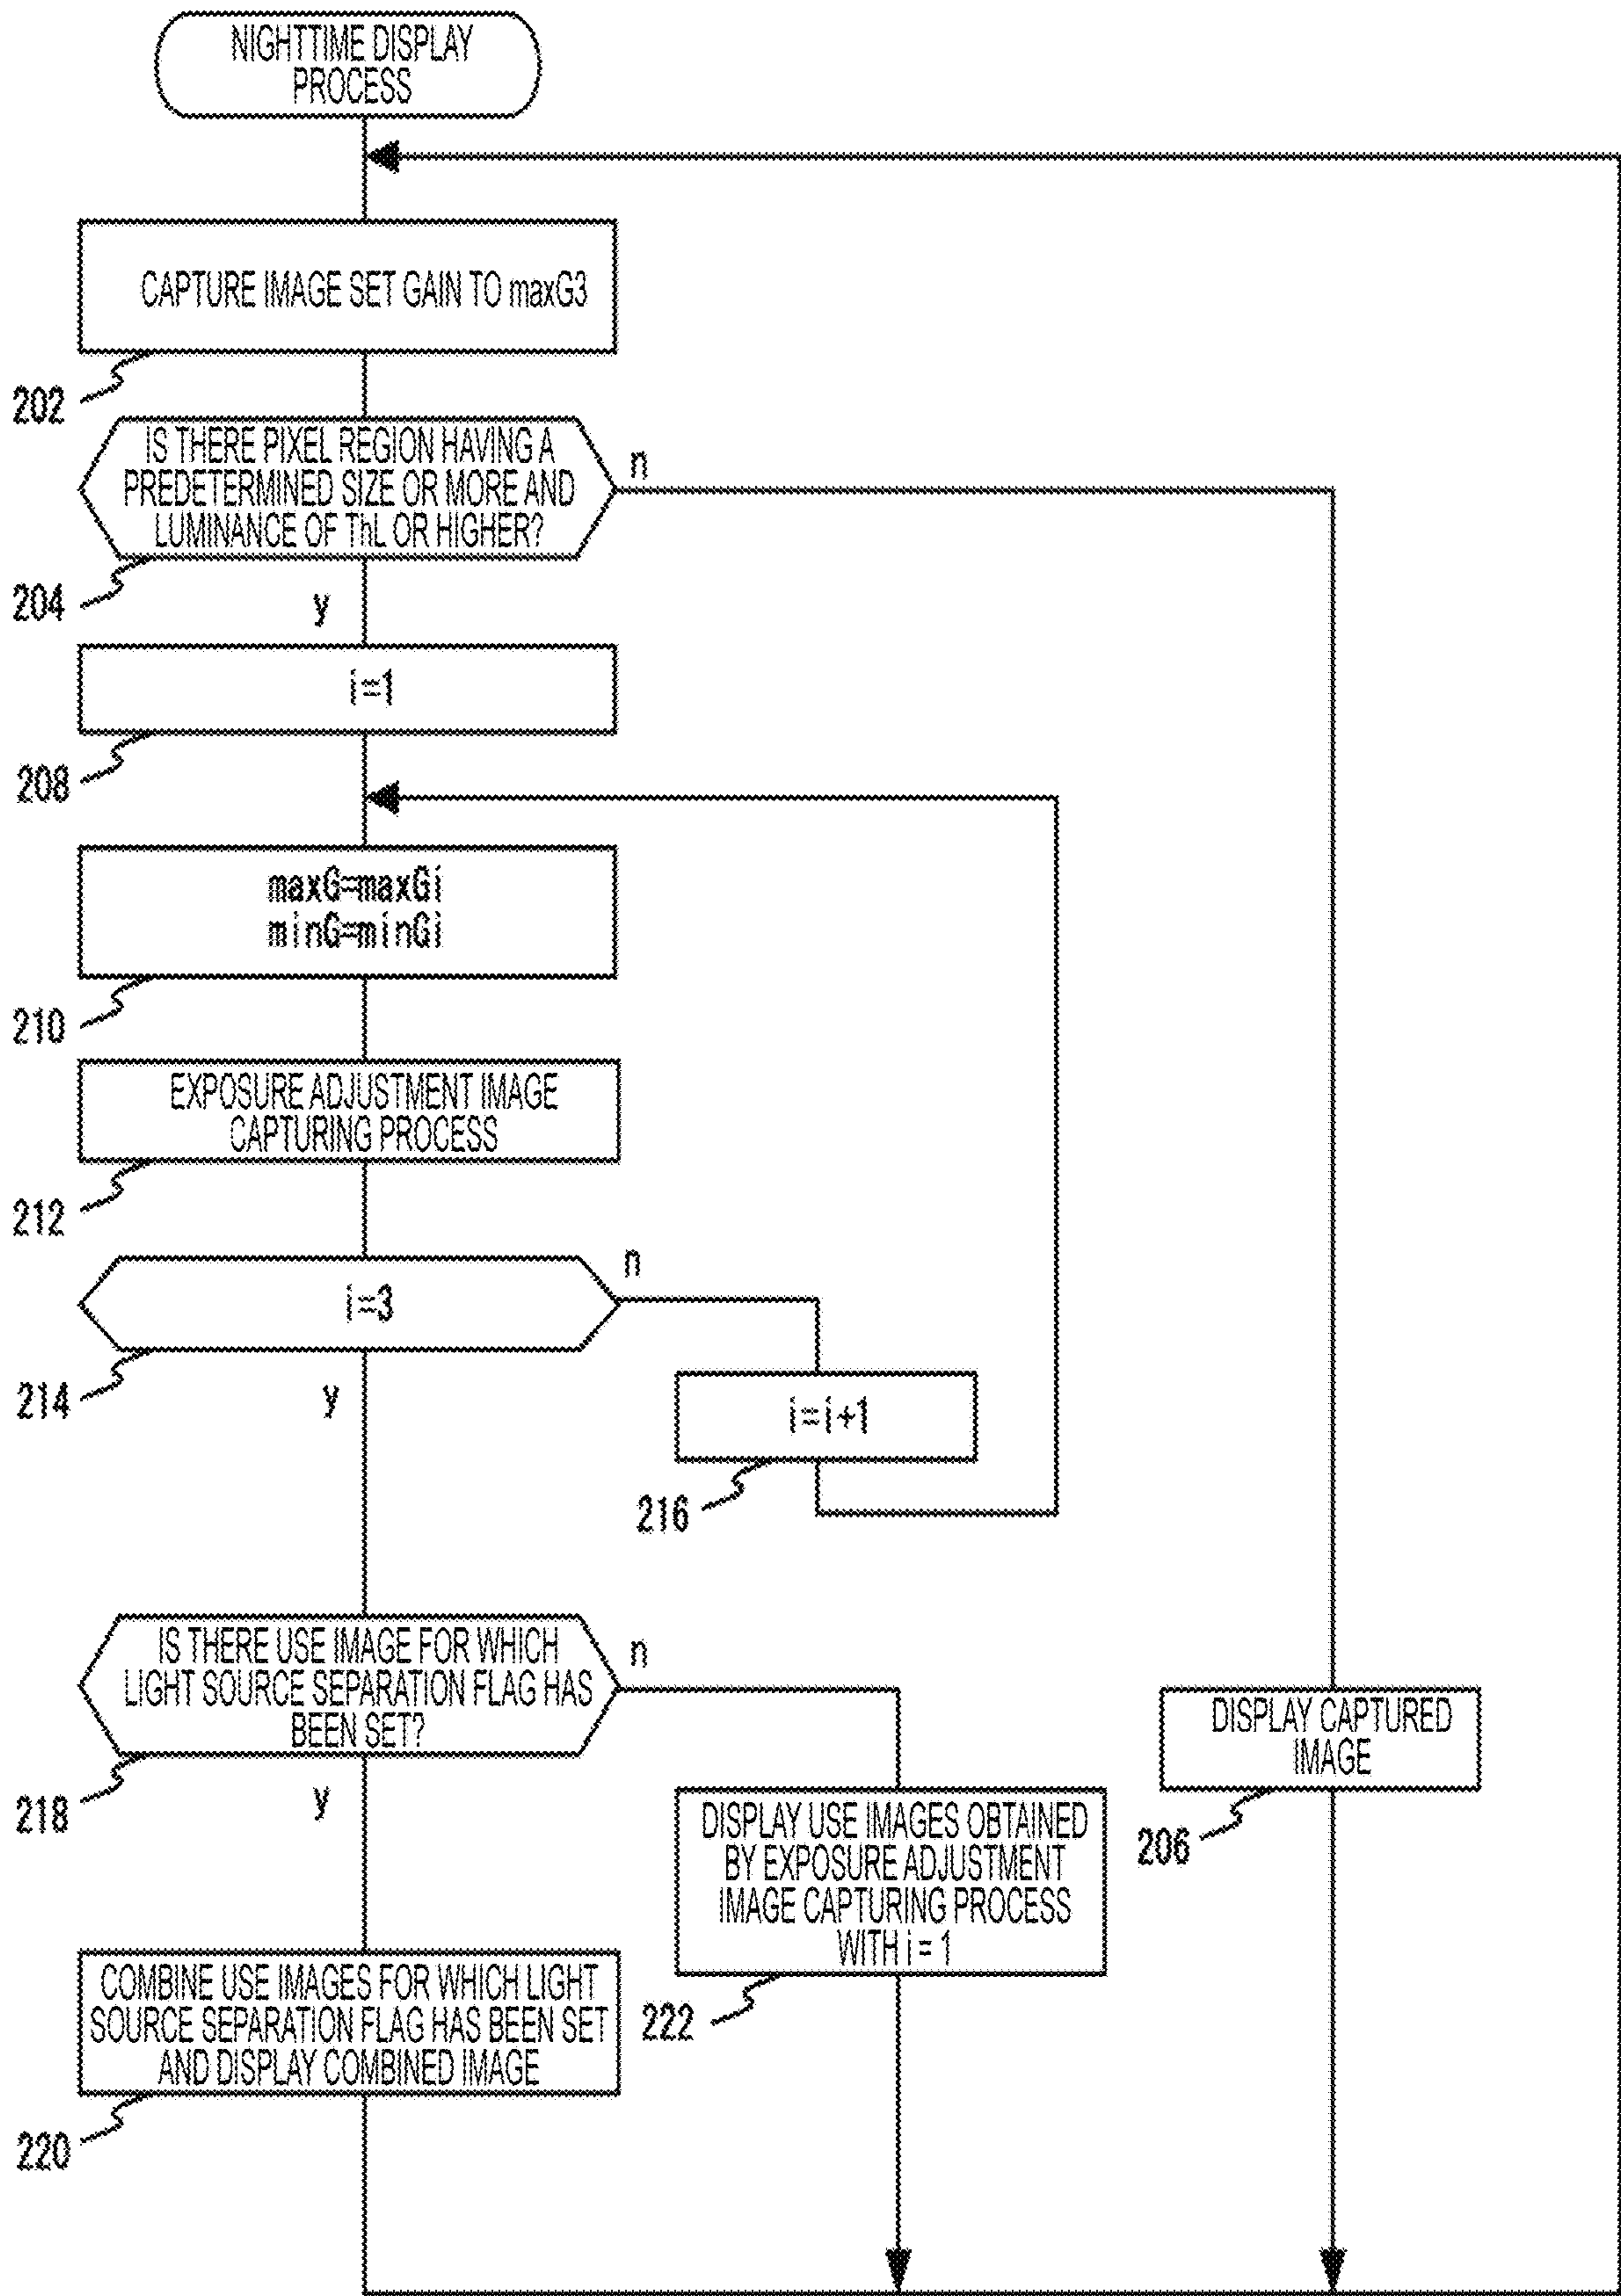 NIGHTTIME DISPLAY
PROCESS
CAPTURE IMAGE SET GAIN TO maxG3
202
IS THERE PIXEL REGION HAVING A
PREDETERMINED SIZE OR MORE AND
LUMINANCE OF ThL OR HIGHER?
n
204
y
i=1
208
maxG=maxGi
minG=minGi
210
EXPOSURE ADJUSTMENT IMAGE
CAPTURING PROCESS
212
i=3
n
214
y
i=i+1
216
IS THERE USE IMAGE FOR WHICH
LIGHT SOURCE SEPARATION FLAG HAS
BEEN SET?
n
218
y
DISPLAY CAPTURED
IMAGE
206
DISPLAY USE IMAGES OBTAINED
BY EXPOSURE ADJUSTMENT
IMAGE CAPTURING PROCESS
WITH i = 1
222
COMBINE USE IMAGES FOR WHICH LIGHT
SOURCE SEPARATION FLAG HAS BEEN SET
AND DISPLAY COMBINED IMAGE
220